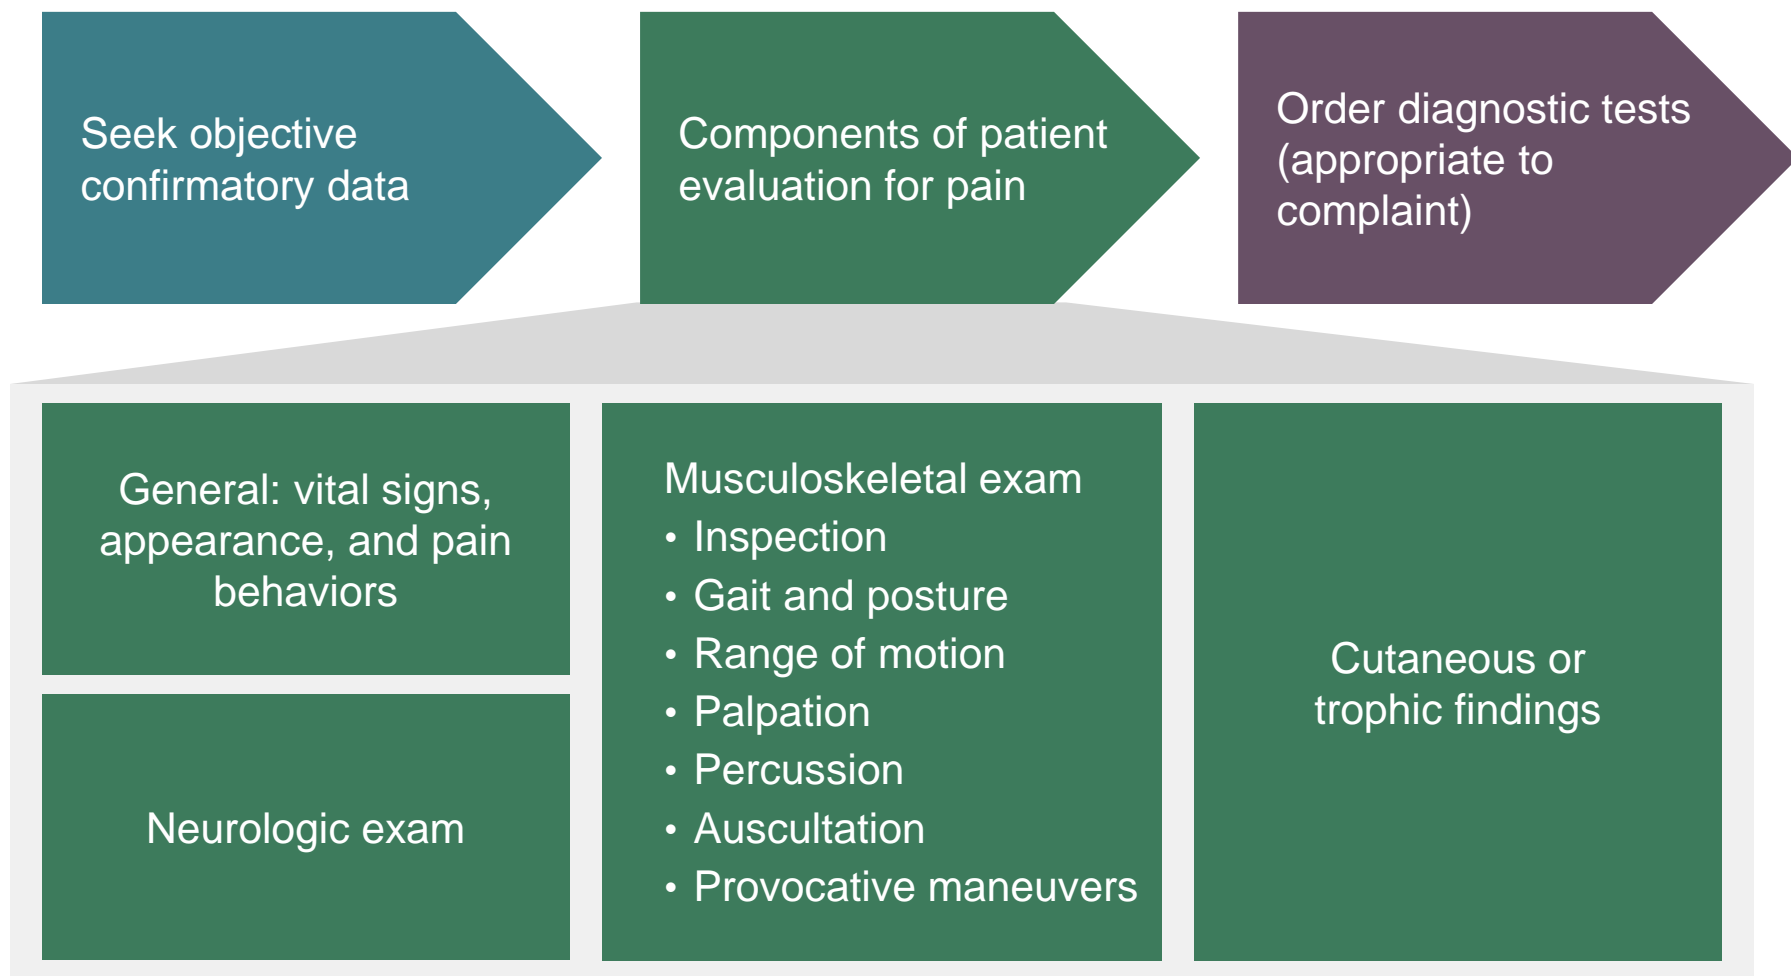 Seek objective
confirmatory data
Components of patient
evaluation for pain
Order diagnostic tests
(appropriate to
complaint)
General: vital signs,
appearance, and pain
behaviors
Neurologic exam
Musculoskeletal exam
• Inspection
• Gait and posture
• Range of motion
• Palpation
• Percussion
• Auscultation
• Provocative maneuvers
Cutaneous or
trophic findings